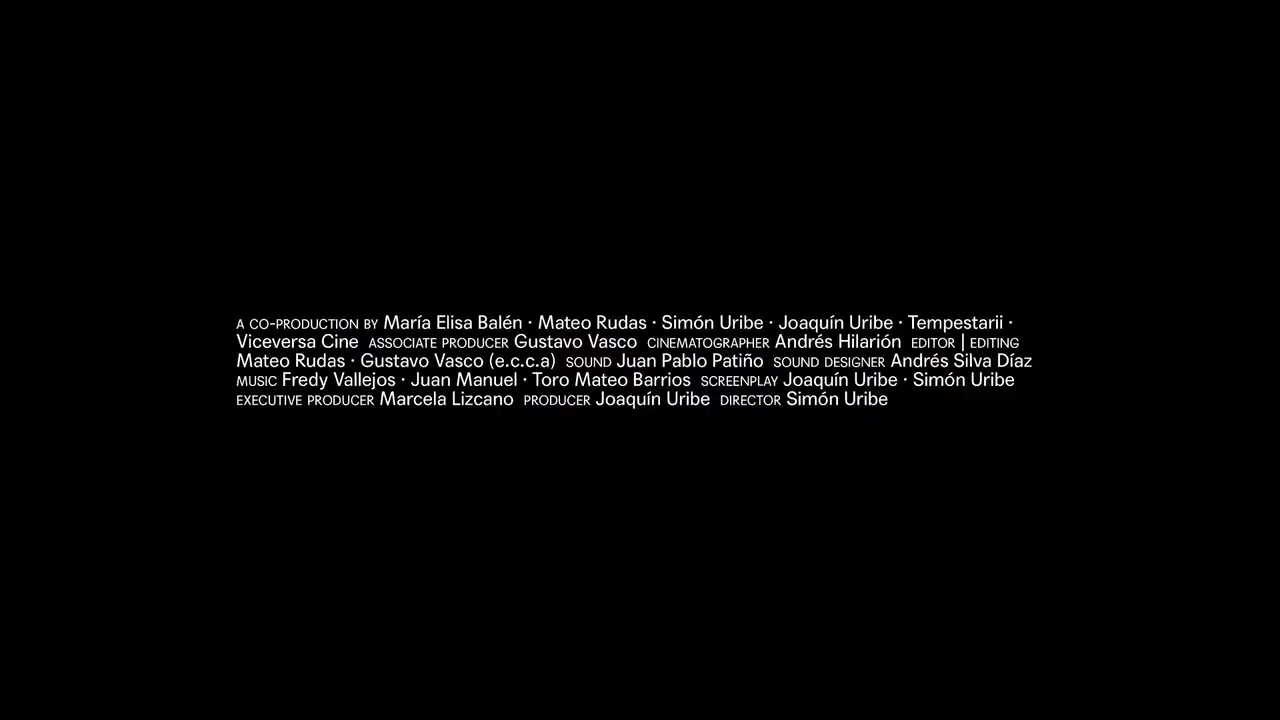 A CO-PRODUCTION BY María Elisa Balén · Mateo Rudas · Simón Uribe · Joaquín Uribe · Tempestarii ·
Viceversa Cine ASSOCIATE PRODUCER Gustavo Vasco CINEMATOGRAPHER Andrés Hilarión EDITOR | EDITING
Mateo Rudas · Gustavo Vasco (e.c.c.a) SOUND Juan Pablo Patiño SOUND DESIGNER Andrés Silva Díaz
MUSIC Fredy Vallejos · Juan Manuel · Toro Mateo Barrios SCREENPLAY Joaquín Uribe · Simón Uribe
EXECUTIVE PRODUCER Marcela Lizcano PRODUCER Joaquín Uribe DIRECTOR Simón Uribe